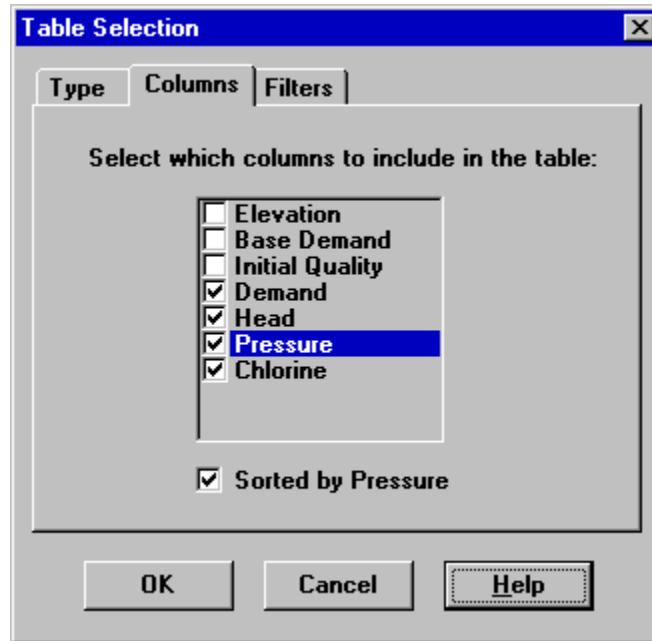 Table Selection
Type
Columns
Filters
Select which columns to include in the table:
Elevation
Base Demand
Initial Quality
Demand
Head
Pressure
Chlorine
Sorted by Pressure
OK
Cancel
Help